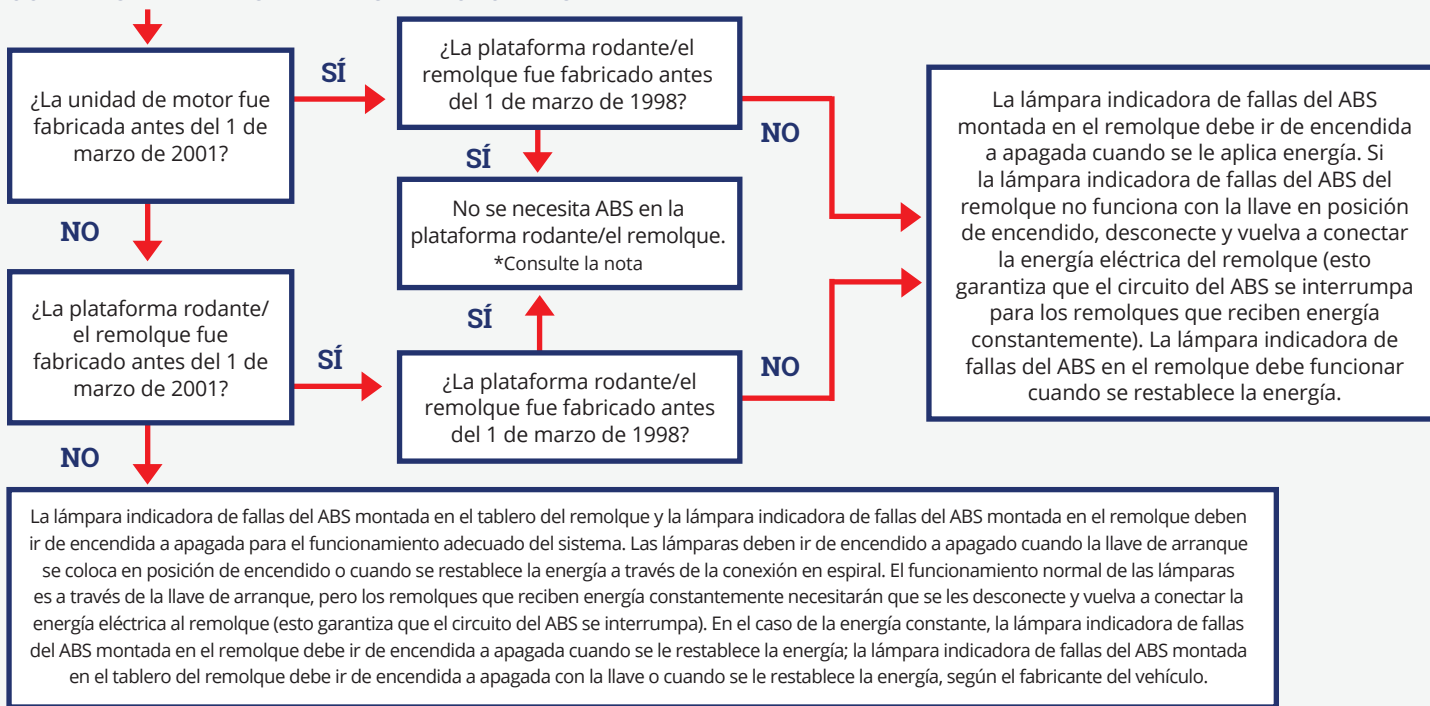 ¿La unidad de motor fue
fabricada antes del 1 de
marzo de 2001?
SÍ
¿La plataforma rodante/el
remolque fue fabricado antes
del 1 de marzo de 1998?
NO
SÍ
No se necesita ABS en la
plataforma rodante/el remolque.
*Consulte la nota
NO
¿La plataforma rodante/
el remolque fue
fabricado antes del 1 de
marzo de 2001?
SÍ
SÍ
¿La plataforma rodante/el
remolque fue fabricado antes
del 1 de marzo de 1998?
NO
La lámpara indicadora de fallas del ABS
montada en el remolque debe ir de encendida
a apagada cuando se le aplica energía. Si
la lámpara indicadora de fallas del ABS del
remolque no funciona con la llave en posición
de encendido, desconecte y vuelva a conectar
la energía eléctrica del remolque (esto
garantiza que el circuito del ABS se interrumpa
para los remolques que reciben energía
constantemente). La lámpara indicadora de
fallas del ABS en el remolque debe funcionar
cuando se restablece la energía.
NO
La lámpara indicadora de fallas del ABS montada en el tablero del remolque y la lámpara indicadora de fallas del ABS montada en el remolque deben
ir de encendida a apagada para el funcionamiento adecuado del sistema. Las lámparas deben ir de encendido a apagado cuando la llave de arranque
se coloca en posición de encendido o cuando se restablece la energía a través de la conexión en espiral. El funcionamiento normal de las lámparas
es a través de la llave de arranque, pero los remolques que reciben energía constantemente necesitarán que se les desconecte y vuelva a conectar la
energía eléctrica al remolque (esto garantiza que el circuito del ABS se interrumpa). En el caso de la energía constante, la lámpara indicadora de fallas
del ABS montada en el remolque debe ir de encendida a apagada cuando se le restablece la energía; la lámpara indicadora de fallas del ABS montada
en el tablero del remolque debe ir de encendida a apagada con la llave o cuando se le restablece la energía, según el fabricante del vehículo.